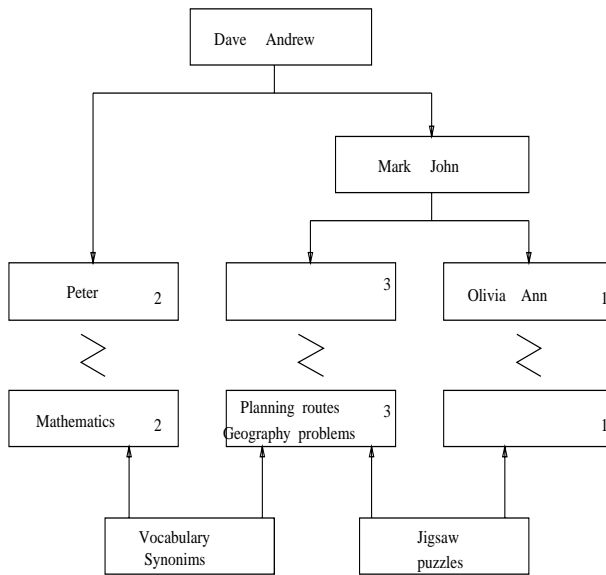 Dave Andrew
Mark John
Peter 2
3
Olivia Ann 1
Mathematics 2
Planning routes 3
Geography problems
1
Vocabulary
Synonims
Jigsaw
puzzles